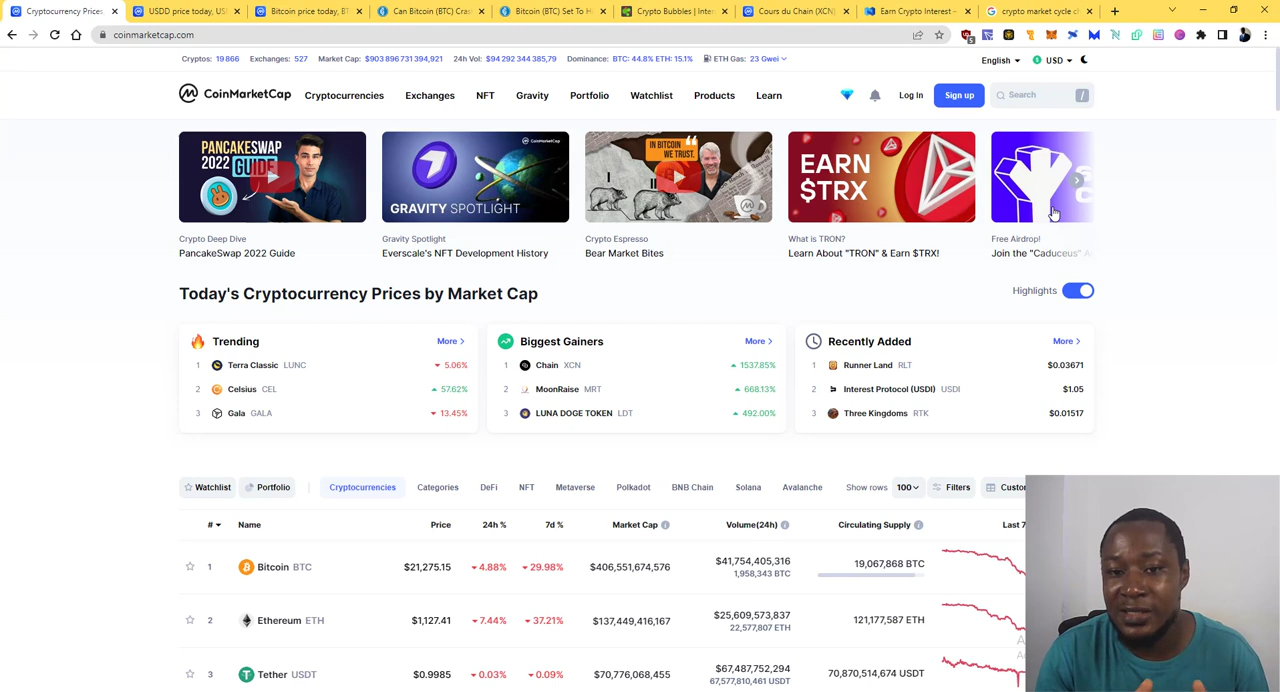 Cryptocurrency Prices,
USDD price today, US
Bitcoin price today, BT
Can Bitcoin (BTC) Cras
Bitcoin (BTC) Set To H
Crypto Bubbles | Inter
Cours du Chain (XCN)
Earn Crypto Interest –
crypto market cycle ch
coinmarketcap.com
5
Cryptos: 19 866 Exchanges: 527 Market Cap: $903 896 731 394,921 24h Vol: $94 292 344 385,79 Dominance: BTC: 44.8% ETH: 15.1% ETH Gas: 23 Gwei
English USD
CoinMarketCap
Cryptocurrencies Exchanges NFT Gravity Portfolio Watchlist Products Learn
Log In Sign up Search /
PANCAKESWAP
2022 GUIDE
GRAVITY SPOTLIGHT
CoinMarketCap
IN BITCOIN
WE TRUST.
EARN
$TRX
Crypto Deep Dive
PancakeSwap 2022 Guide
Gravity Spotlight
Everscale's NFT Development History
Crypto Espresso
Bear Market Bites
What is TRON?
Learn About "TRON" & Earn $TRX!
Free Airdrop!
Join the "Caduceus"
Today's Cryptocurrency Prices by Market Cap
Highlights
Trending More
1 Terra Classic LUNC 5.06%
2 Celsius CEL 57.62%
3 Gala GALA 13.45%
Biggest Gainers More
1 Chain XCN 1537.85%
2 MoonRaise MRT 668.13%
3 LUNA DOGE TOKEN LDT 492.00%
Recently Added More
1 Runner Land RLT $0.03671
2 Interest Protocol (USDI) USDI $1.05
3 Three Kingdoms RTK $0.01517
Watchlist Portfolio Cryptocurrencies Categories DeFi NFT Metaverse Polkadot BNB Chain Solana Avalanche Show rows 100 Filters Custo
# Name Price 24h % 7d % Market Cap Volume(24h) Circulating Supply Last 7
1 Bitcoin BTC $21,275.15 4.88% 29.98% $406,551,674,576 $41,754,405,316 19,067,868 BTC
1,958,343 BTC
2 Ethereum ETH $1,127.41 7.44% 37.21% $137,449,416,167 $25,609,573,837 121,177,587 ETH
22,577,807 ETH
3 Tether USDT $0.9985 0.03% 0.09% $70,776,068,455 $67,487,752,294 70,870,514,674 USDT
67,577,810,461 USDT